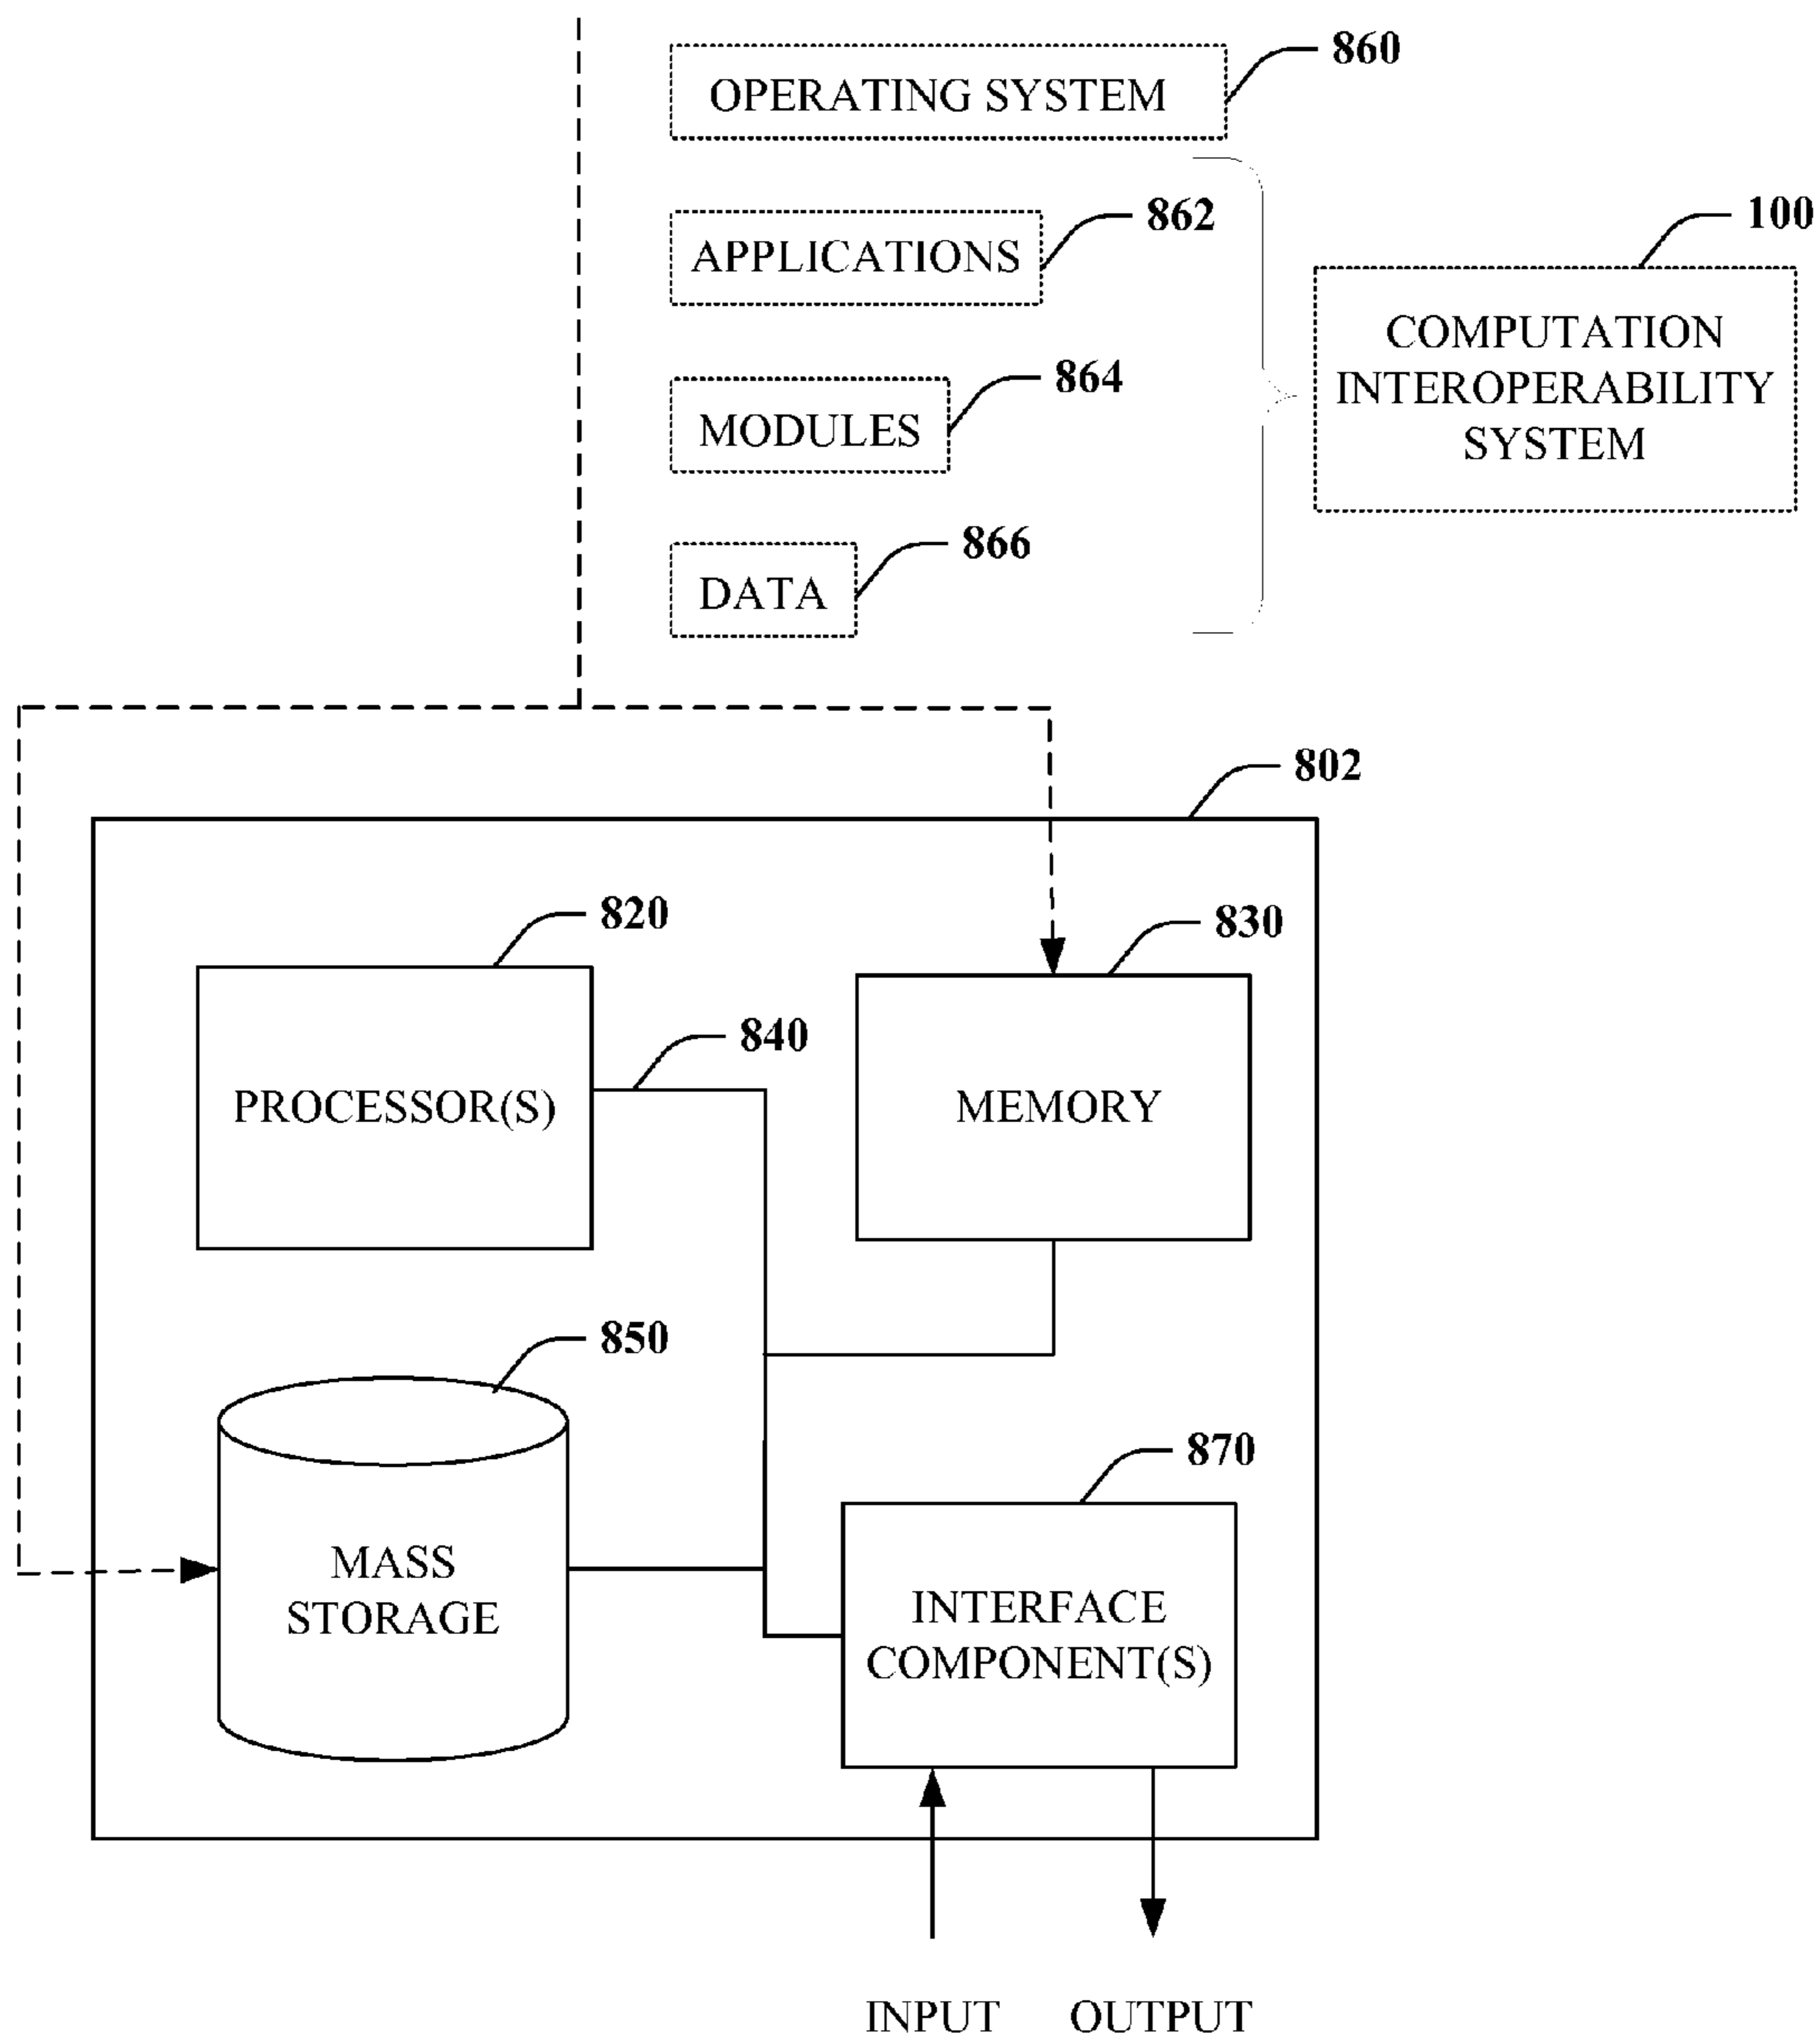 860
OPERATING SYSTEM
862
APPLICATIONS
100
COMPUTATION
INTEROPERABILITY
SYSTEM
864
MODULES
866
DATA
802
820
830
840
PROCESSOR(S)
MEMORY
850
870
MASS
STORAGE
INTERFACE
COMPONENT(S)
INPUT
OUTPUT